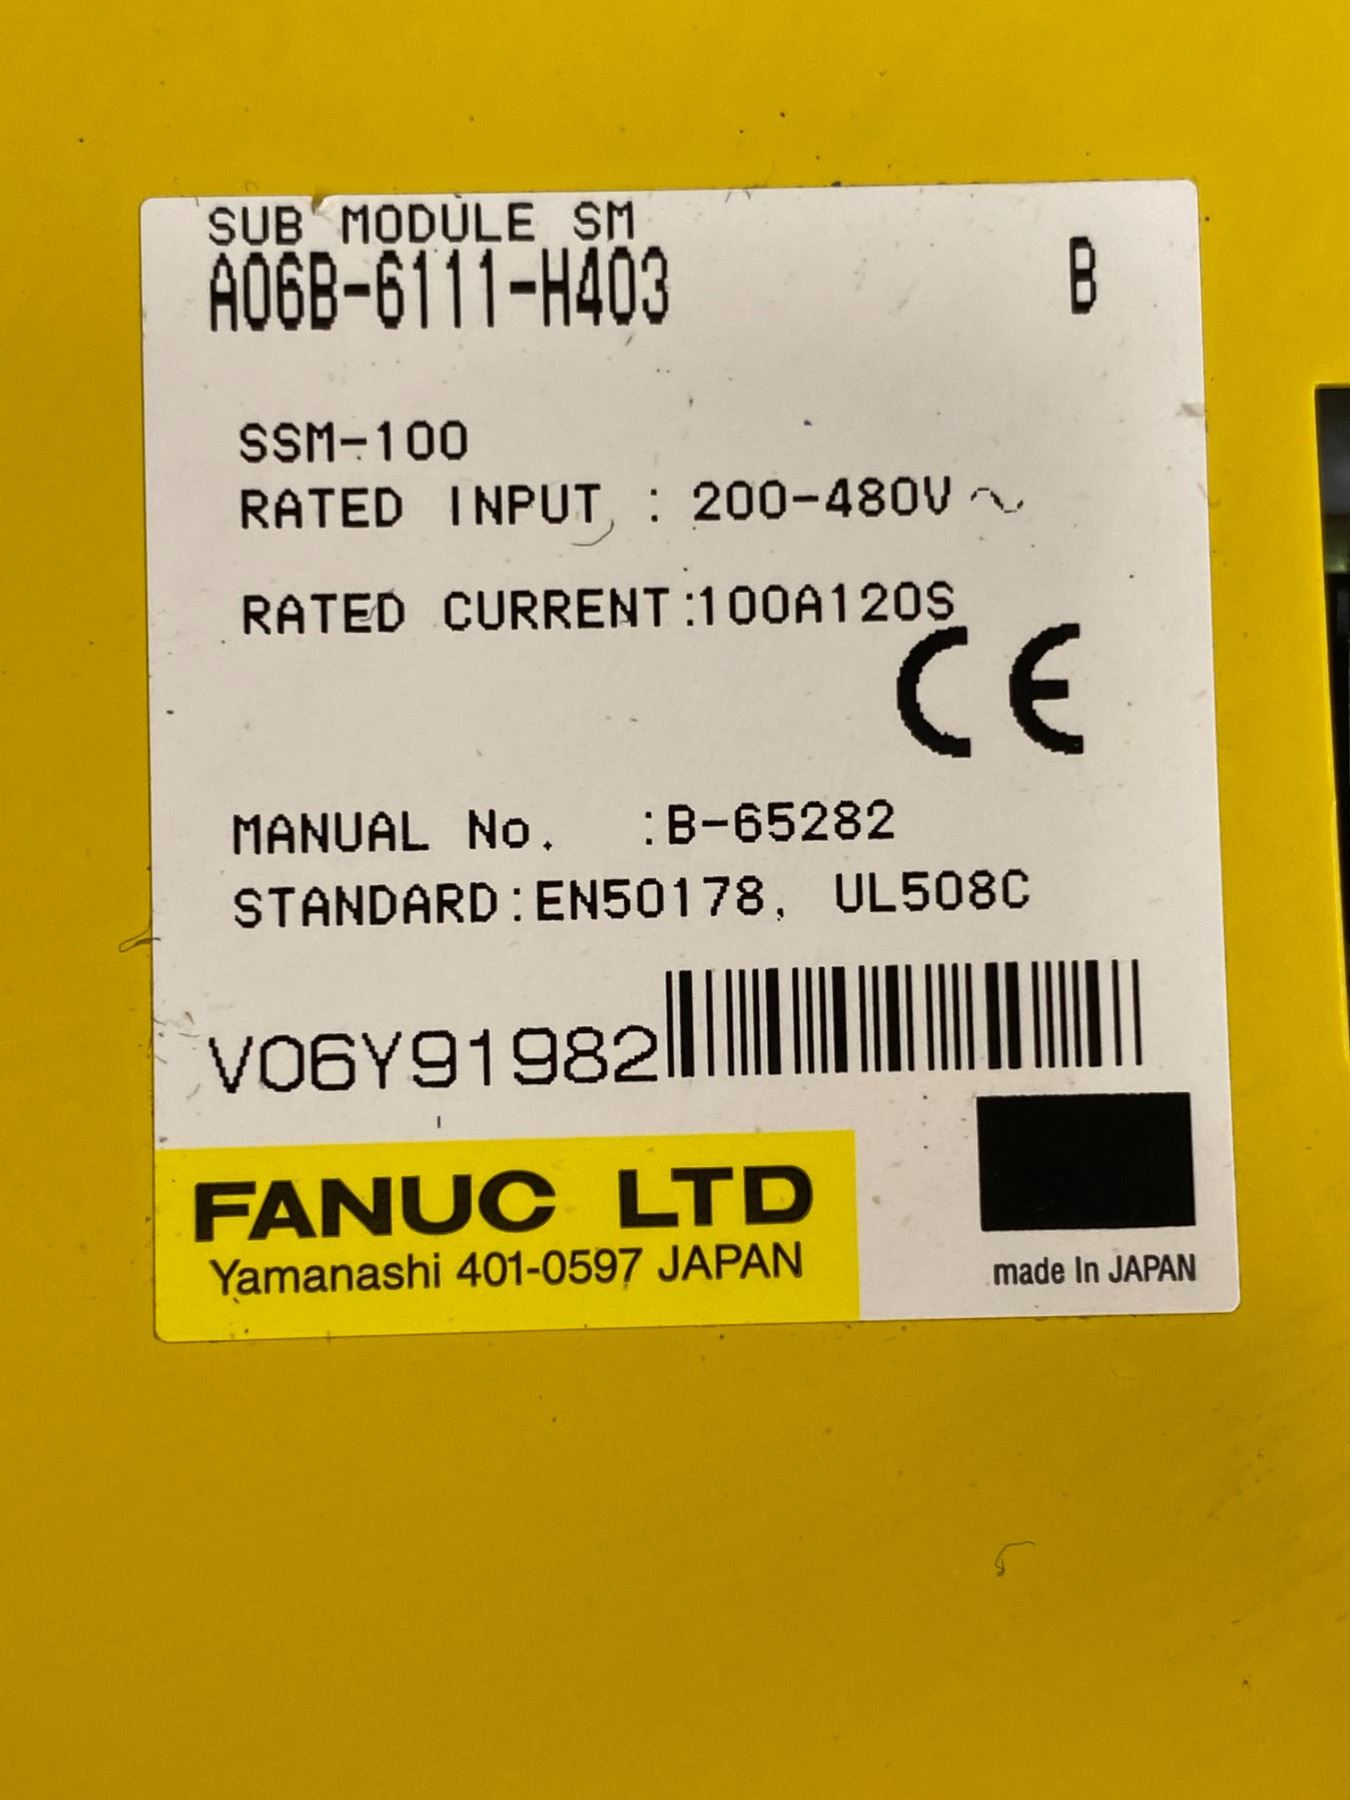 SUB MODULE SM
A06B-6111-H403 B
SSM-100
RATED INPUT : 200-480V ~
RATED CURRENT:100A120S
CE
MANUAL No. :B-65282
STANDARD:EN50178, UL508C
V06Y91982
FANUC LTD
Yamanashi 401-0597 JAPAN
made In JAPAN